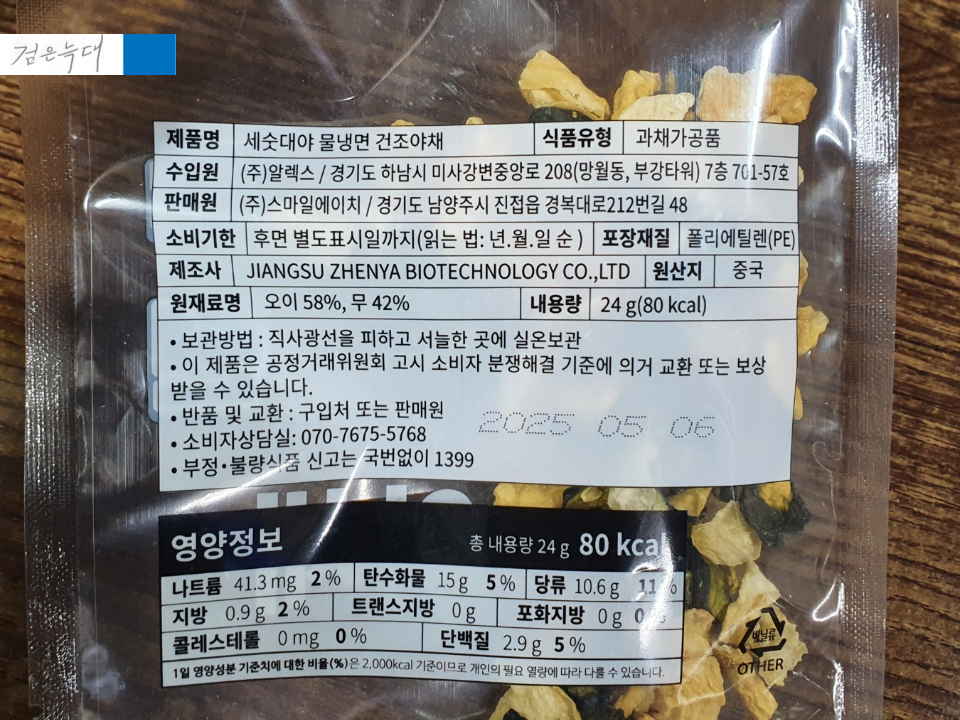 검은늑대
제품명 세숫대야 물냉면 건조야채 식품유형 과채가공품
수입원 (주)알렉스 / 경기도 하남시 미사강변중앙로 208(망월동, 부강타워) 7층 701-57호
판매원 (주)스마일에이치 / 경기도 남양주시 진접읍 경복대로212번길 48
소비기한 후면 별도표시일까지(읽는 법: 년.월.일 순 ) 포장재질 폴리에틸렌(PE)
제조사 JIANGSU ZHENYA BIOTECHNOLOGY CO.,LTD 원산지 중국
원재료명 오이 58%, 무 42% 내용량 24 g(80 kcal)
• 보관방법 : 직사광선을 피하고 서늘한 곳에 실온보관
• 이 제품은 공정거래위원회 고시 소비자 분쟁해결 기준에 의거 교환 또는 보상
받을 수 있습니다.
• 반품 및 교환 : 구입처 또는 판매원
• 소비자상담실: 070-7675-5768
• 부정•불량식품 신고는 국번없이 1399
2025 05 06
영양정보 총 내용량 24 g 80 kcal
나트륨 41.3 mg 2 % 탄수화물 15 g 5 % 당류 10.6 g 11 %
지방 0.9 g 2 % 트랜스지방 0 g 포화지방 0 g 0 %
콜레스테롤 0 mg 0 % 단백질 2.9 g 5 %
1일 영양성분 기준치에 대한 비율(%)은 2,000kcal 기준이므로 개인의 필요 열량에 따라 다를 수 있습니다.
비닐류
OTHER